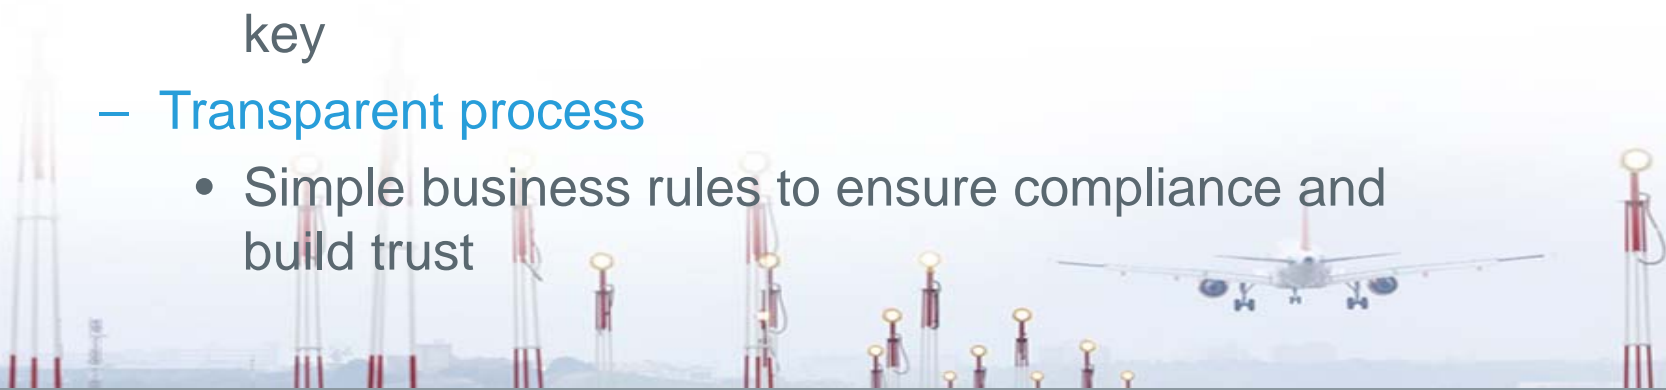 key
– Transparent process
• Simple business rules to ensure compliance and
build trust